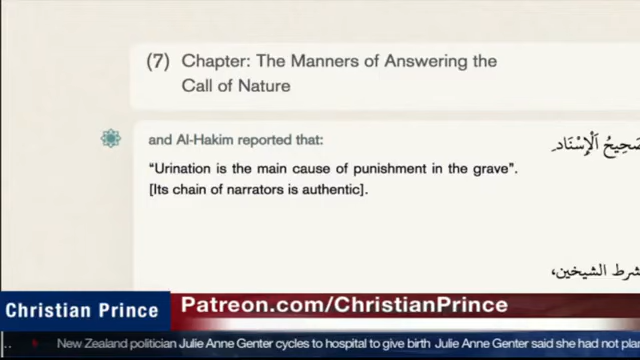 (7) Chapter: The Manners of Answering the
Call of Nature
and Al-Hakim reported that:
صَحِيحُ اَلْإِسْنَادِ
“Urination is the main cause of punishment in the grave”.
[Its chain of narrators is authentic].
شرط الشيخين،
Christian Prince
Patreon.com/ChristianPrince
New Zealand politician Julie Anne Genter cycles to hospital to give birth Julie Anne Genter said she had not